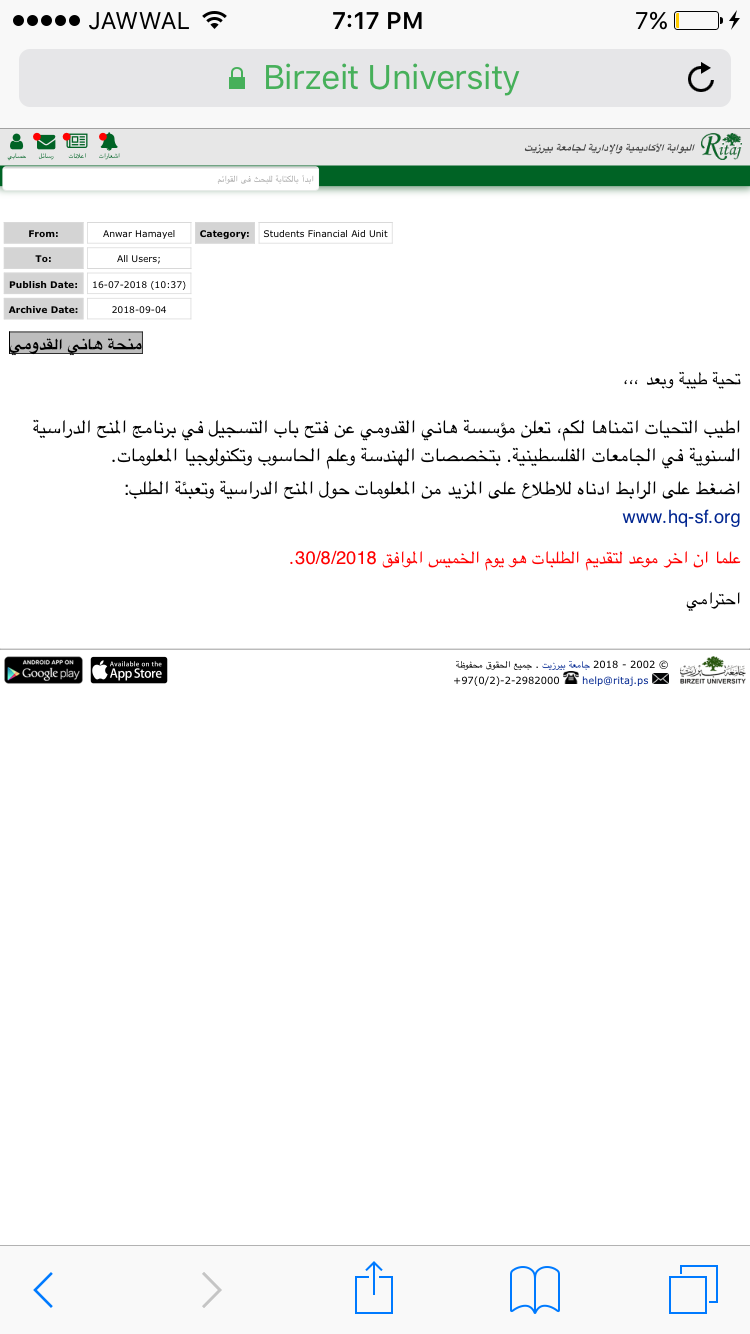 JAWWAL 7:17 PM 7%
Birzeit University
حسابي رسائل اعلانات اشعارات
البوابة الأكاديمية والإدارية لجامعة بيرزيت Ritaj
ابدأ بالكتابة للبحث في القوائم
From: Anwar Hamayel Category: Students Financial Aid Unit
To: All Users;
Publish Date: 16-07-2018 (10:37)
Archive Date: 2018-09-04
منحة هاني القدومي
تحية طيبة وبعد ،،،
اطيب التحيات اتمناها لكم، تعلن مؤسسة هاني القدومي عن فتح باب التسجيل في برنامج المنح الدراسية
السنوية في الجامعات الفلسطينية. بتخصصات الهندسة وعلم الحاسوب وتكنولوجيا المعلومات.
اضغط على الرابط ادناه للاطلاع على المزيد من المعلومات حول المنح الدراسية وتعبئة الطلب:
www.hq-sf.org
علما ان اخر موعد لتقديم الطلبات هو يوم الخميس الموافق 30/8/2018.
احترامي
ANDROID APP ON
Google play
Available on the
App Store
© 2002 - 2018 جامعة بيرزيت . جميع الحقوق محفوظة
+97(0/2)-2-2982000 help@ritaj.ps
جامعة بيرزيت
BIRZEIT UNIVERSITY